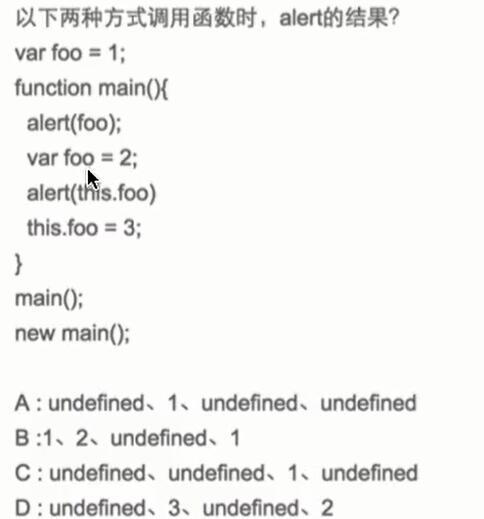 以下两种方式调用函数时，alert的结果?
var foo = 1;
function main(){
alert(foo);
var foo = 2;
alert(this.foo)
this.foo = 3;
}
main();
new main();
A : undefined、1、undefined、undefined
B :1、2、undefined、1
C : undefined、undefined、1、undefined
D : undefined、3、undefined、2